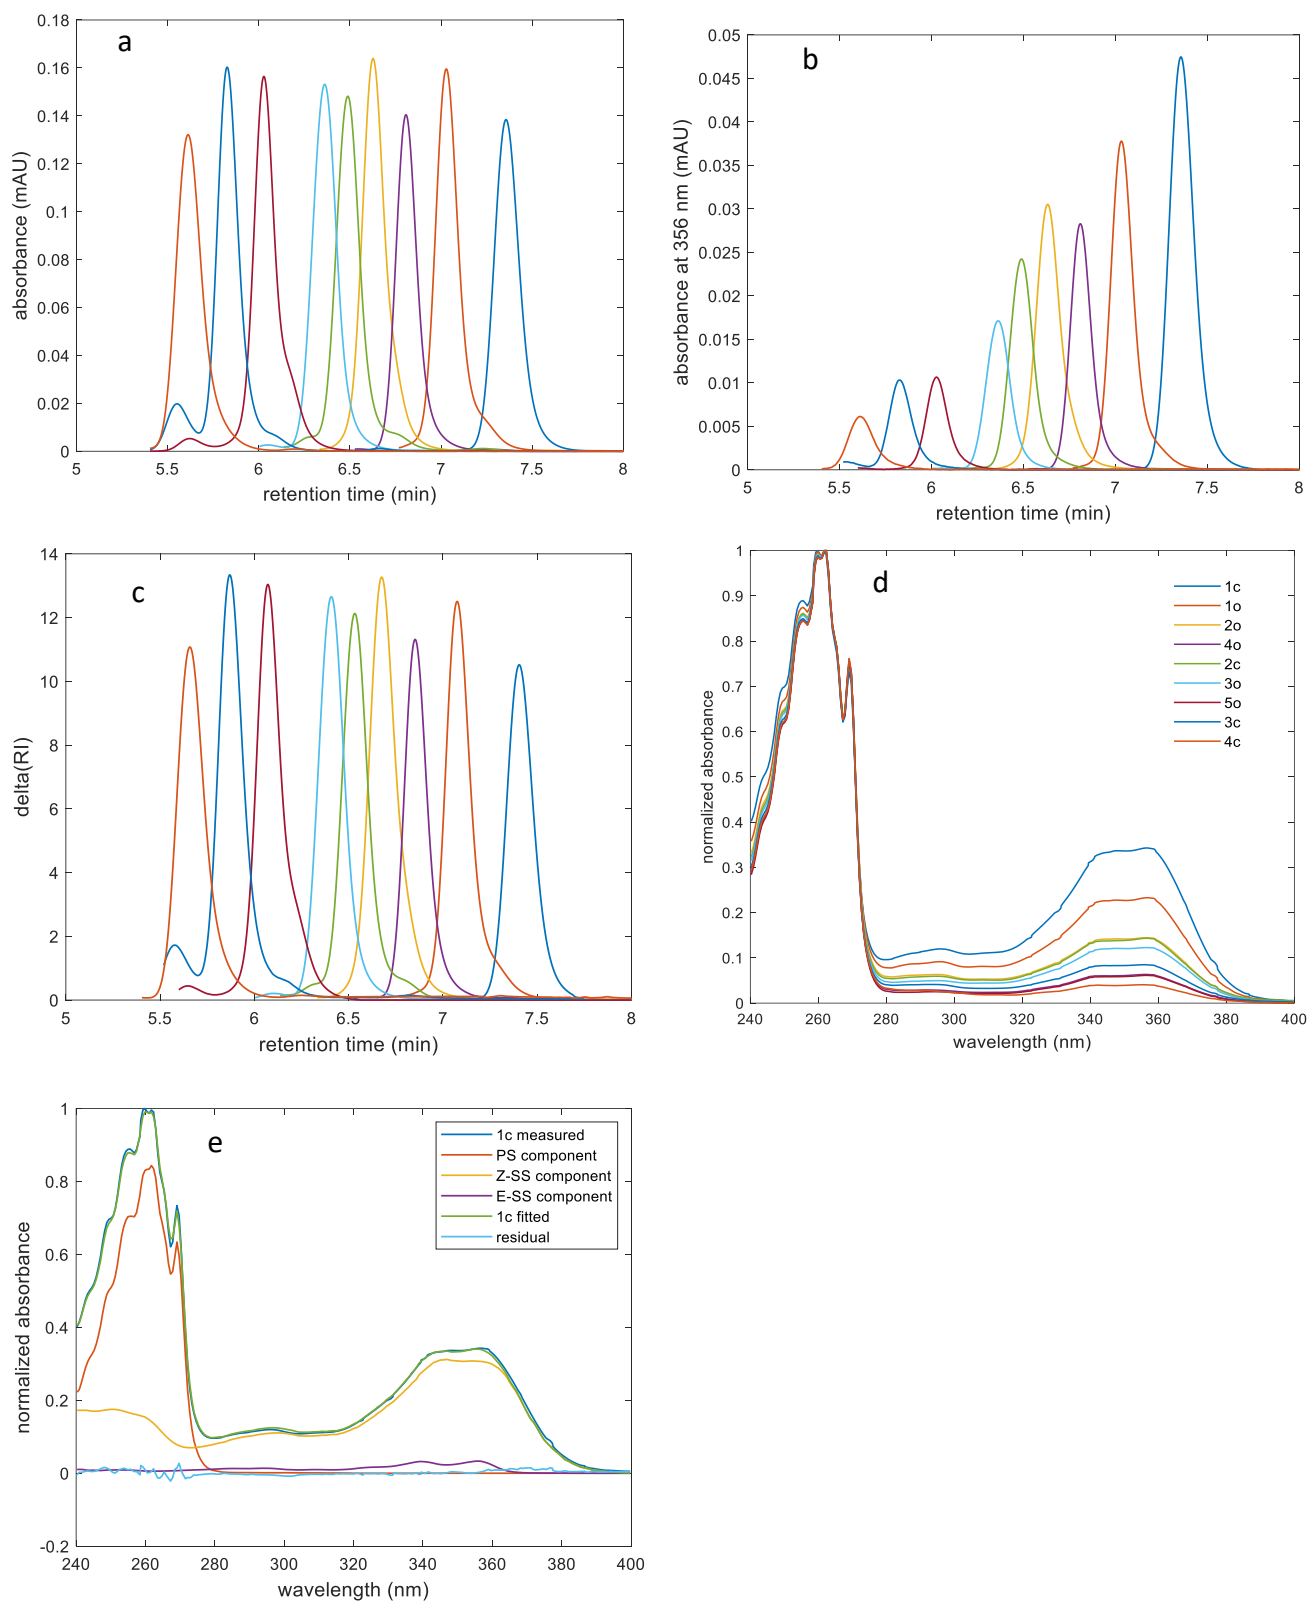 a
absorbance (mAU)
0.18
0.16
0.14
0.12
0.1
0.08
0.06
0.04
0.02
0
5
5.5
6
6.5
7
7.5
8
retention time (min)
b
absorbance at 356 nm (mAU)
0.05
0.045
0.04
0.035
0.03
0.025
0.02
0.015
0.01
0.005
0
5
5.5
6
6.5
7
7.5
8
retention time (min)
c
delta(RI)
14
12
10
8
6
4
2
0
5
5.5
6
6.5
7
7.5
8
retention time (min)
d
normalized absorbance
1
0.9
0.8
0.7
0.6
0.5
0.4
0.3
0.2
0.1
0
240
260
280
300
320
340
360
380
400
wavelength (nm)
1c
1o
2o
4o
2c
3o
5o
3c
4c
e
normalized absorbance
1
0.8
0.6
0.4
0.2
0
-0.2
240
260
280
300
320
340
360
380
400
wavelength (nm)
1c measured
PS component
Z-SS component
E-SS component
1c fitted
residual